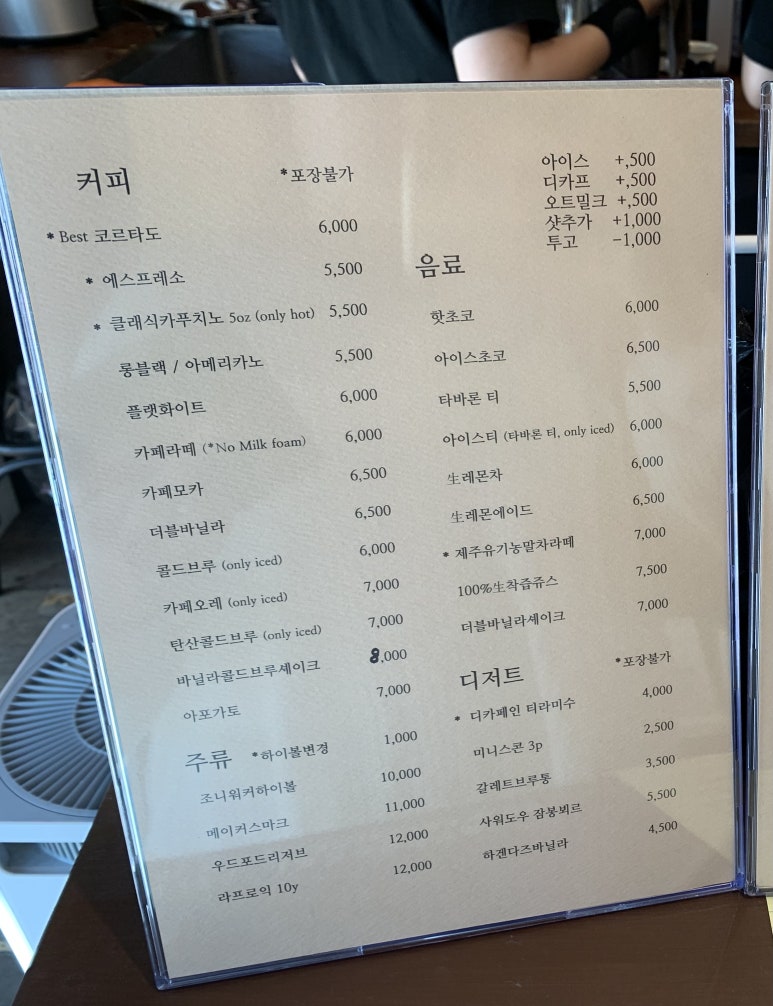 커피 *포장불가
*Best 코르타도 6,000
* 에스프레소 5,500
* 클래식카푸치노 5oz (only hot) 5,500
롱블랙 / 아메리카노 5,500
플랫화이트 6,000
카페라떼 (*No Milk foam) 6,000
카페모카 6,500
더블바닐라 6,500
콜드브루 (only iced) 6,000
카페오레 (only iced) 7,000
탄산콜드브루 (only iced) 7,000
바닐라콜드브루셰이크 8,000
아포가토 7,000
주류 *하이볼변경 1,000
조니워커하이볼 10,000
메이커스마크 11,000
우드포드리저브 12,000
라프로익 10y 12,000
아이스 +,500
디카프 +,500
오트밀크 +,500
샷추가 +1,000
투고 -1,000
음료
핫초코 6,000
아이스초코 6,500
타바론 티 5,500
아이스티 (타바론 티, only iced) 6,000
生레몬차 6,000
生레몬에이드 6,500
* 제주유기농말차라떼 7,000
100%生착즙쥬스 7,500
더블바닐라셰이크 7,000
디저트 *포장불가
* 디카페인 티라미수 4,000
미니스콘 3p 2,500
갈레트브루통 3,500
사워도우 잠봉뵈르 5,500
하겐다즈바닐라 4,500